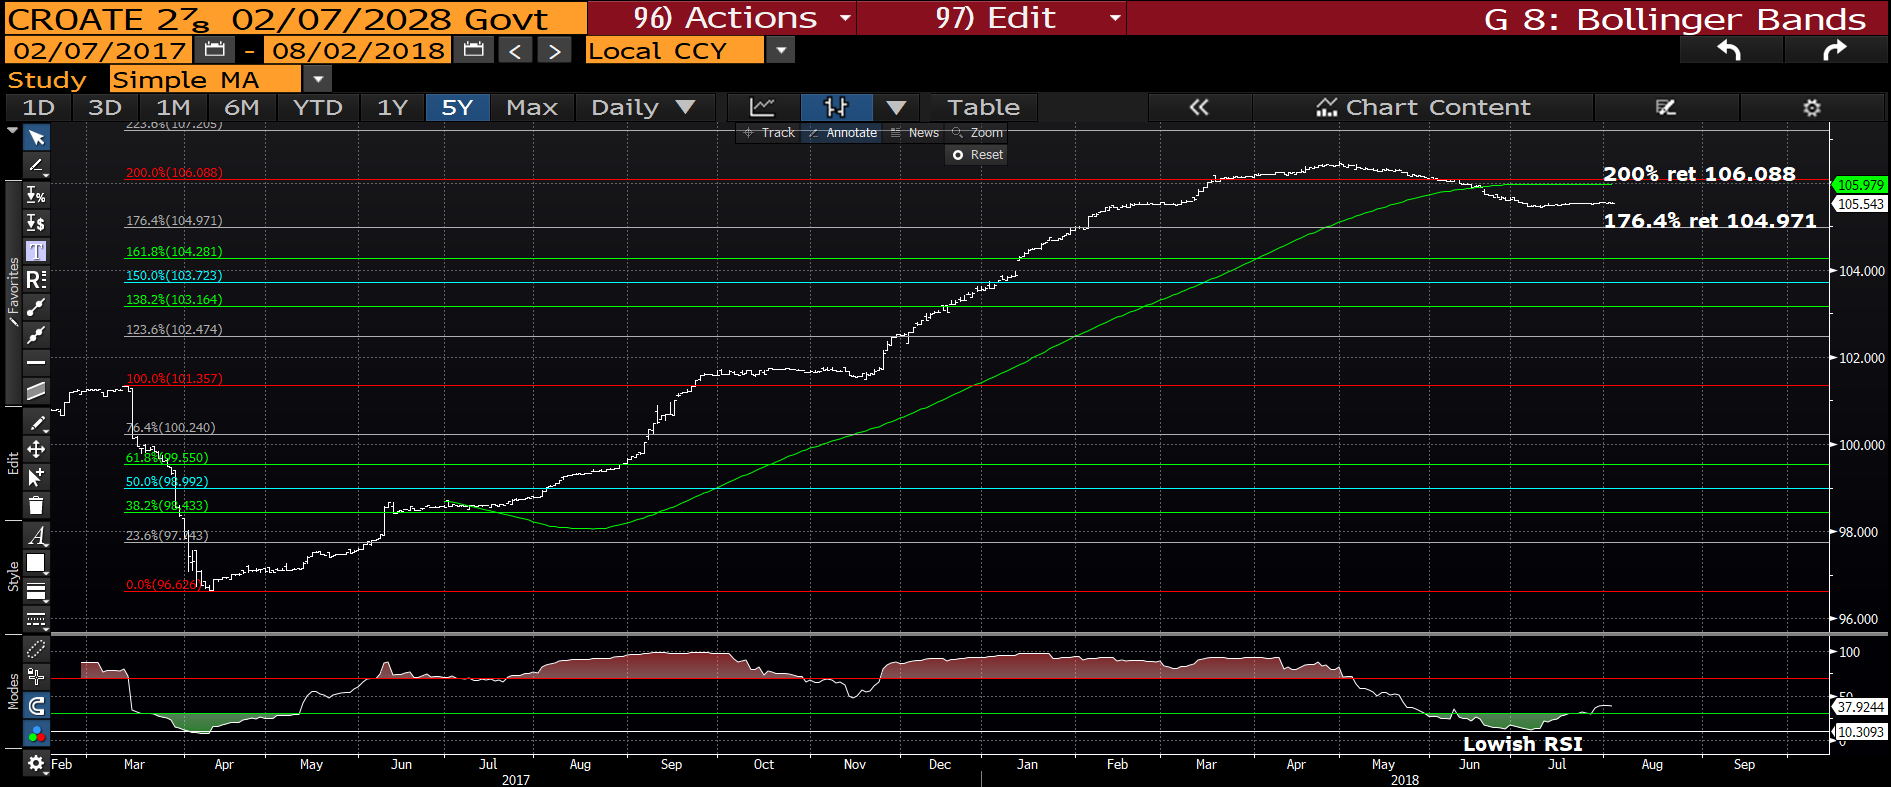 CROATE 2⅞ 02/07/2028 Govt 96) Actions 97) Edit G 8: Bollinger Bands
02/07/2017 - 08/02/2018 < > Local CCY
Study Simple MA
1D 3D 1M 6M YTD 1Y 5Y Max Daily Table Chart Content
Track Annotate News Zoom
Reset
223.6%(107.205)
200.0%(106.088)
200% ret 106.088
105.979
105.543
176.4%(104.971)
176.4% ret 104.971
161.8%(104.281)
150.0%(103.723)
104.000
138.2%(103.164)
123.6%(102.474)
102.000
100.0%(101.357)
76.4%(100.240)
100.000
61.8%(99.550)
50.0%(98.992)
38.2%(98.433)
98.000
23.6%(97.743)
0.0%(96.626)
96.000
Favorites
Edit
Style
Modes
100
50
37.9244
10.3093
0
Lowish RSI
Feb Mar Apr May Jun Jul Aug Sep Oct Nov Dec Jan Feb Mar Apr May Jun Jul Aug Sep
2017 2018